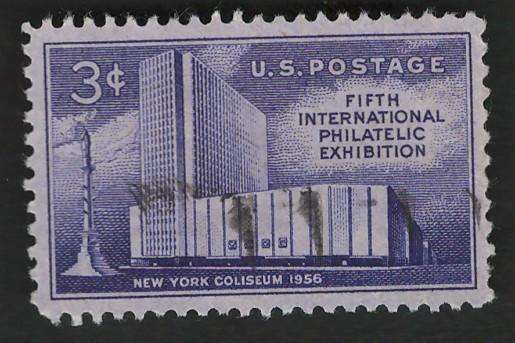 3¢
U.S. POSTAGE
FIFTH
INTERNATIONAL
PHILATELIC
EXHIBITION
NEW YORK COLISEUM 1956